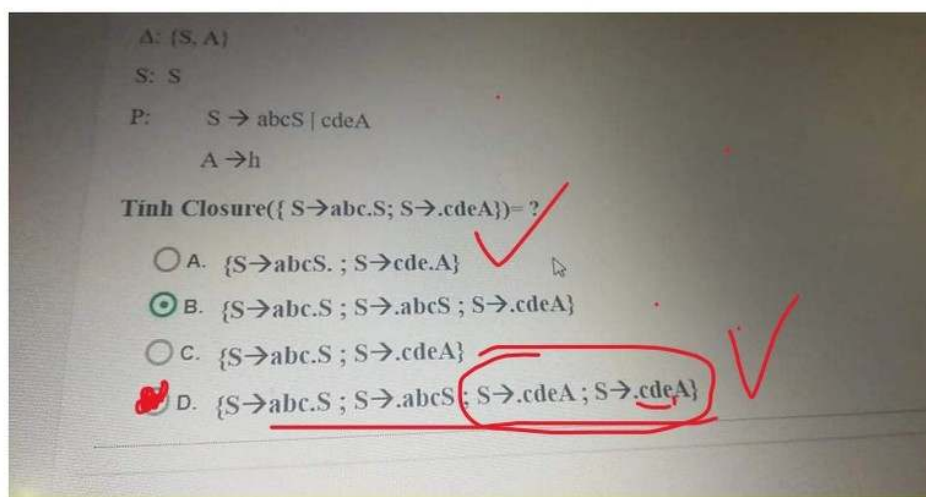 Δ: {S, A}
S: S
P: S → abcS | cdeA
A →h
Tính Closure({ S→abc.S; S→.cdeA})= ?
A. {S→abcS. ; S→cde.A}
B. {S→abc.S ; S→.abcS ; S→.cdeA}
C. {S→abc.S ; S→.cdeA}
D. {S→abc.S ; S→.abcS ; S→.cdeA ; S→.cdeA}